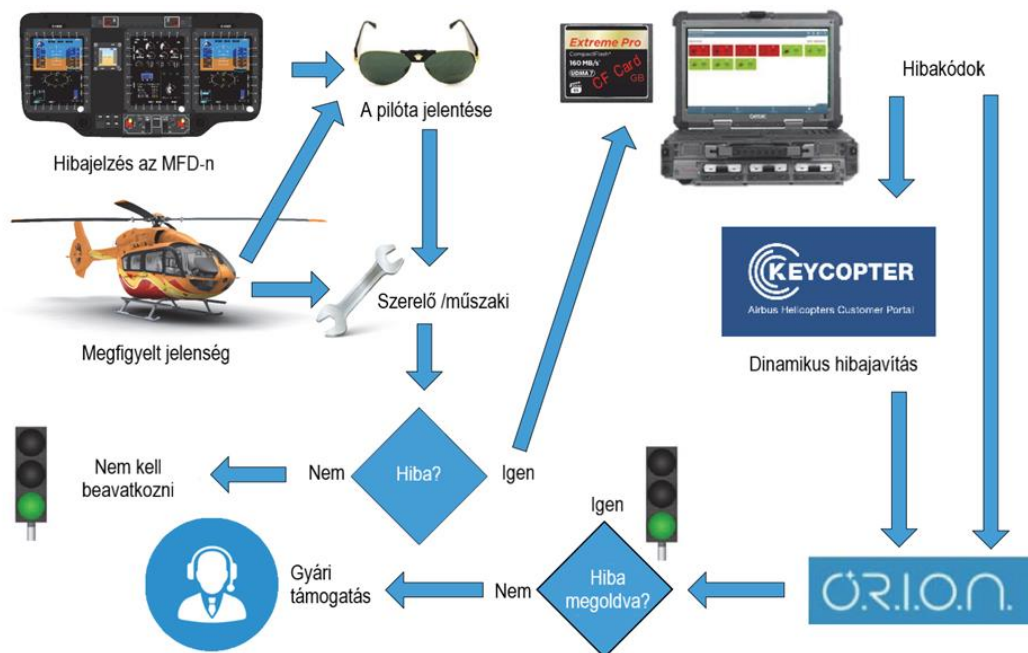 Extreme Pro
CompactFlash
160 MB/s
UDMA 7
CF Card
GB
Hibakódok
A pilóta jelentése
Hibajelzés az MFD-n
GETAC
KEYCOPTER
Airbus Helicopters Customer Portal
Szerelő /műszaki
Megfigyelt jelenség
Dinamikus hibajavítás
Nem kell
beavatkozni
Nem
Hiba?
Igen
Igen
Gyári
támogatás
Nem
Hiba
megoldva?
O.R.I.O.N.